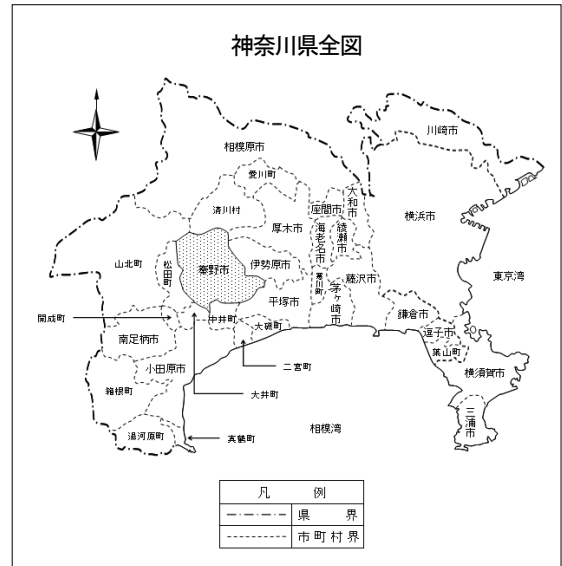 神奈川県全図
川崎市
相模原市
愛川町
大和市
座間市
清川村
横浜市
厚木市
海老名市
綾瀬市
山北町
松田町
秦野市
伊勢原市
寒川町
藤沢市
東京湾
茅ヶ崎市
平塚市
開成町
中井町
大磯町
鎌倉市
南足柄市
逗子市
葉山町
小田原市
二宮町
横須賀市
箱根町
大井町
三浦市
湯河原町
真鶴町
相模湾
凡 例
県 界
市町村界